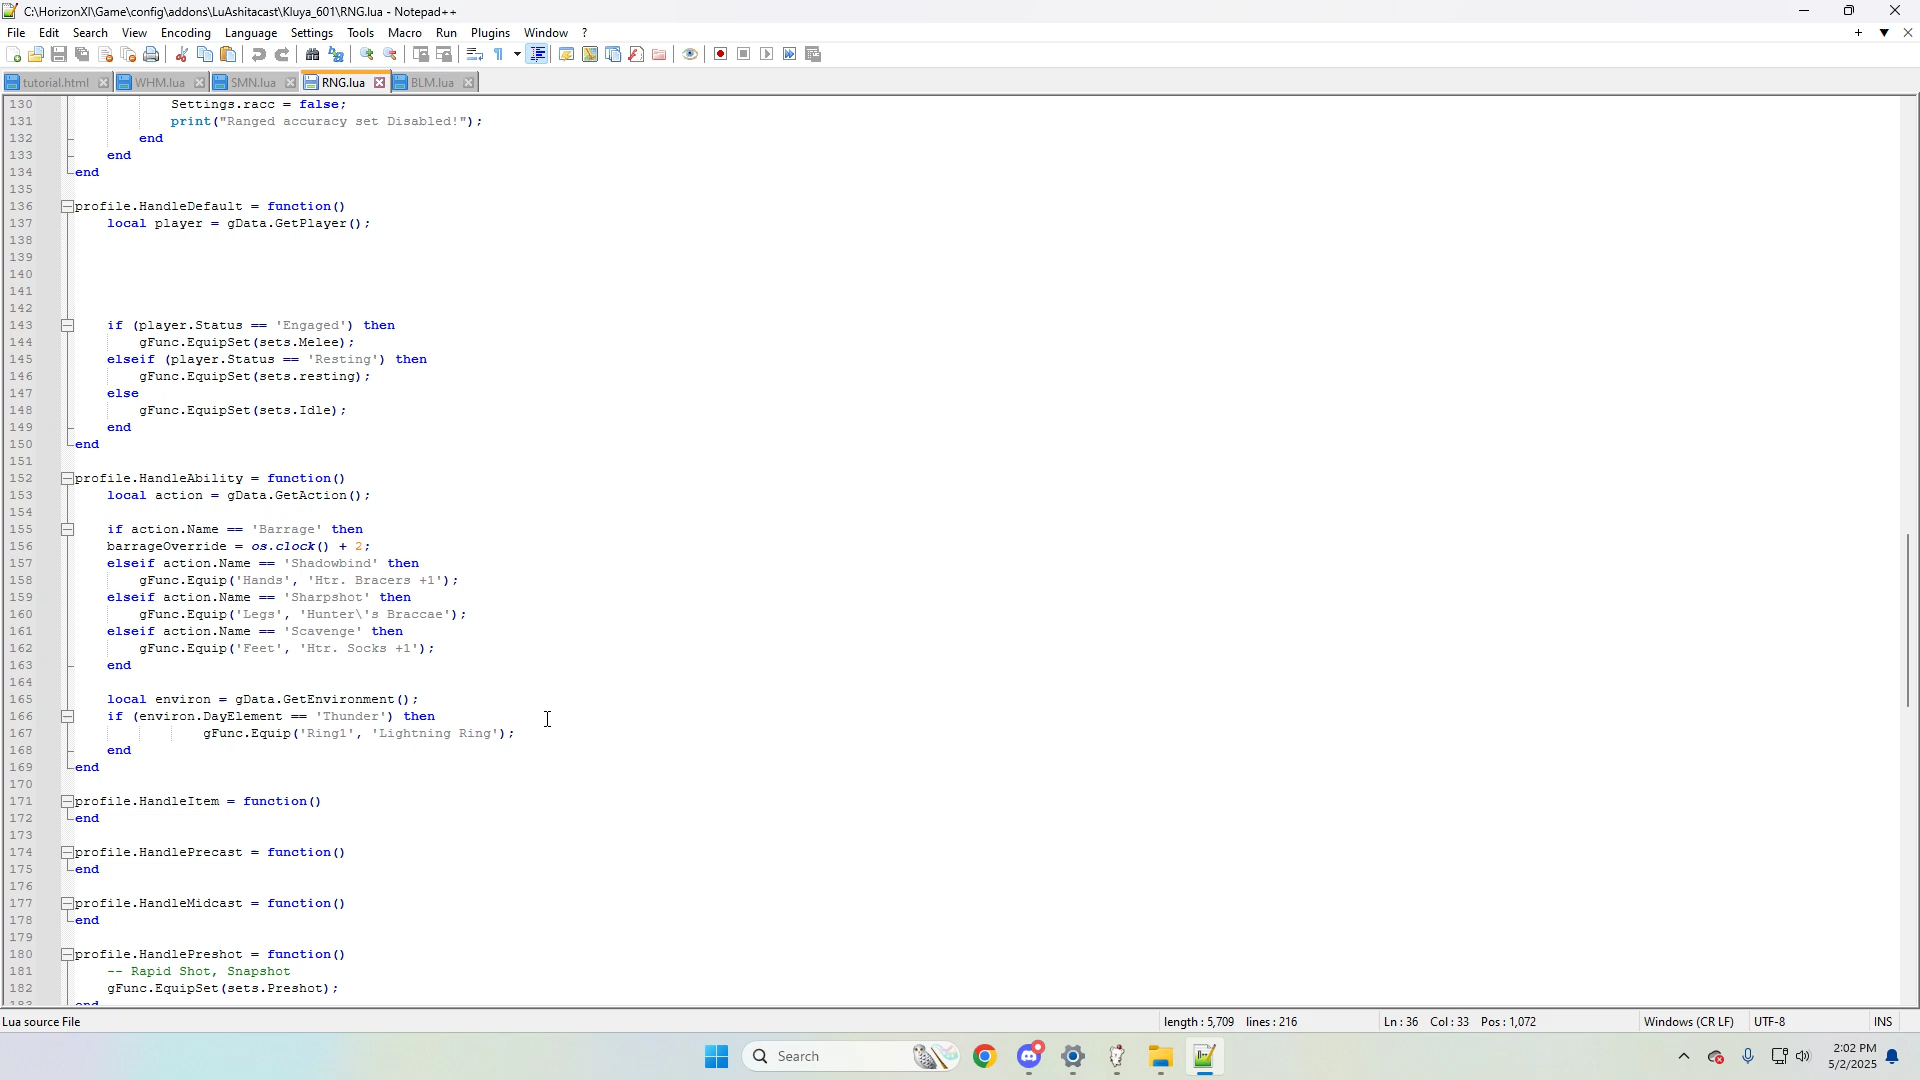 C:\HorizonXI\Game\config\addons\LuAshitacast\Kluya_601\RNG.lua - Notepad++
File Edit Search View Encoding Language Settings Tools Macro Run Plugins Window ?
tutorial.html WHM.lua SMN.lua RNG.lua BLM.lua
130 Settings.racc = false;
131 print("Ranged accuracy set Disabled!");
132 end
133 end
134 end
135
136 profile.HandleDefault = function()
137 local player = gData.GetPlayer();
138
139
140
141
142
143 if (player.Status == 'Engaged') then
144 gFunc.EquipSet(sets.Melee);
145 elseif (player.Status == 'Resting') then
146 gFunc.EquipSet(sets.resting);
147 else
148 gFunc.EquipSet(sets.Idle);
149 end
150 end
151
152 profile.HandleAbility = function()
153 local action = gData.GetAction();
154
155 if action.Name == 'Barrage' then
156 barrageOverride = os.clock() + 2;
157 elseif action.Name == 'Shadowbind' then
158 gFunc.Equip('Hands', 'Htr. Bracers +1');
159 elseif action.Name == 'Sharpshot' then
160 gFunc.Equip('Legs', 'Hunter\'s Braccae');
161 elseif action.Name == 'Scavenge' then
162 gFunc.Equip('Feet', 'Htr. Socks +1');
163 end
164
165 local environ = gData.GetEnvironment();
166 if (environ.DayElement == 'Thunder') then
167 gFunc.Equip('Ring1', 'Lightning Ring');
168 end
169 end
170
171 profile.HandleItem = function()
172 end
173
174 profile.HandlePrecast = function()
175 end
176
177 profile.HandleMidcast = function()
178 end
179
180 profile.HandlePreshot = function()
181 -- Rapid Shot, Snapshot
182 gFunc.EquipSet(sets.Preshot);
183 end
Lua source File length : 5,709 lines : 216 Ln : 36 Col : 33 Pos : 1,072 Windows (CR LF) UTF-8 INS
Search 2:02 PM
5/2/2025